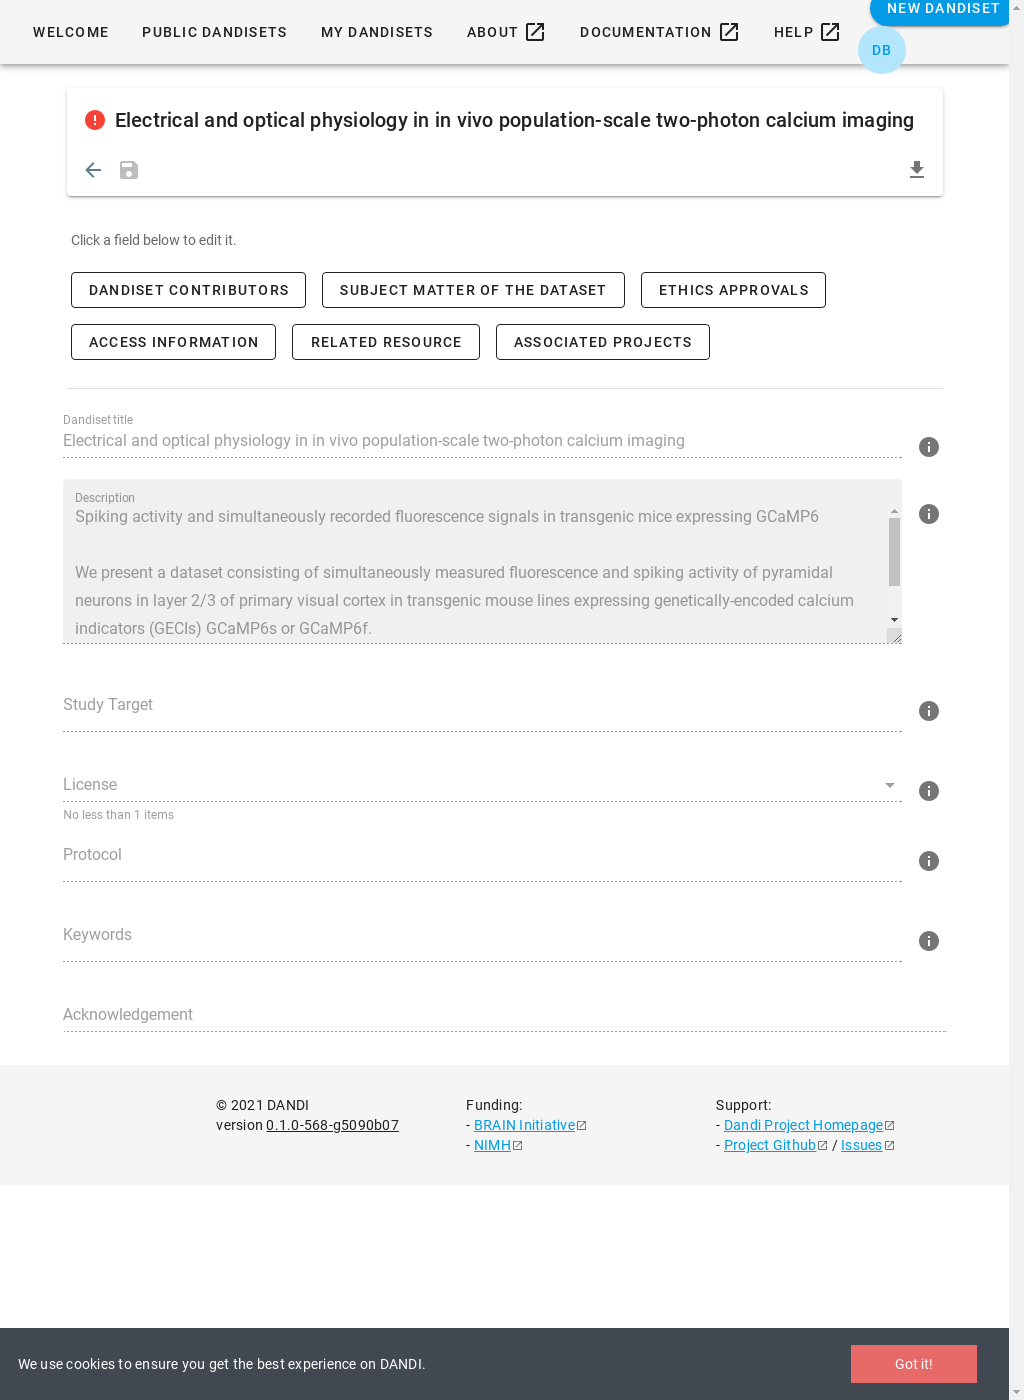 WELCOME PUBLIC DANDISETS MY DANDISETS ABOUT DOCUMENTATION HELP NEW DANDISET
DB
Electrical and optical physiology in in vivo population-scale two-photon calcium imaging
Click a field below to edit it.
DANDISET CONTRIBUTORS SUBJECT MATTER OF THE DATASET ETHICS APPROVALS
ACCESS INFORMATION RELATED RESOURCE ASSOCIATED PROJECTS
Dandiset title
Electrical and optical physiology in in vivo population-scale two-photon calcium imaging
Description
Spiking activity and simultaneously recorded fluorescence signals in transgenic mice expressing GCaMP6
We present a dataset consisting of simultaneously measured fluorescence and spiking activity of pyramidal
neurons in layer 2/3 of primary visual cortex in transgenic mouse lines expressing genetically-encoded calcium
indicators (GECIs) GCaMP6s or GCaMP6f.
Study Target
License
No less than 1 items
Protocol
Keywords
Acknowledgement
© 2021 DANDI
version 0.1.0-568-g5090b07
Funding:
- BRAIN Initiative
- NIMH
Support:
- Dandi Project Homepage
- Project Github / Issues
We use cookies to ensure you get the best experience on DANDI.
Got it!